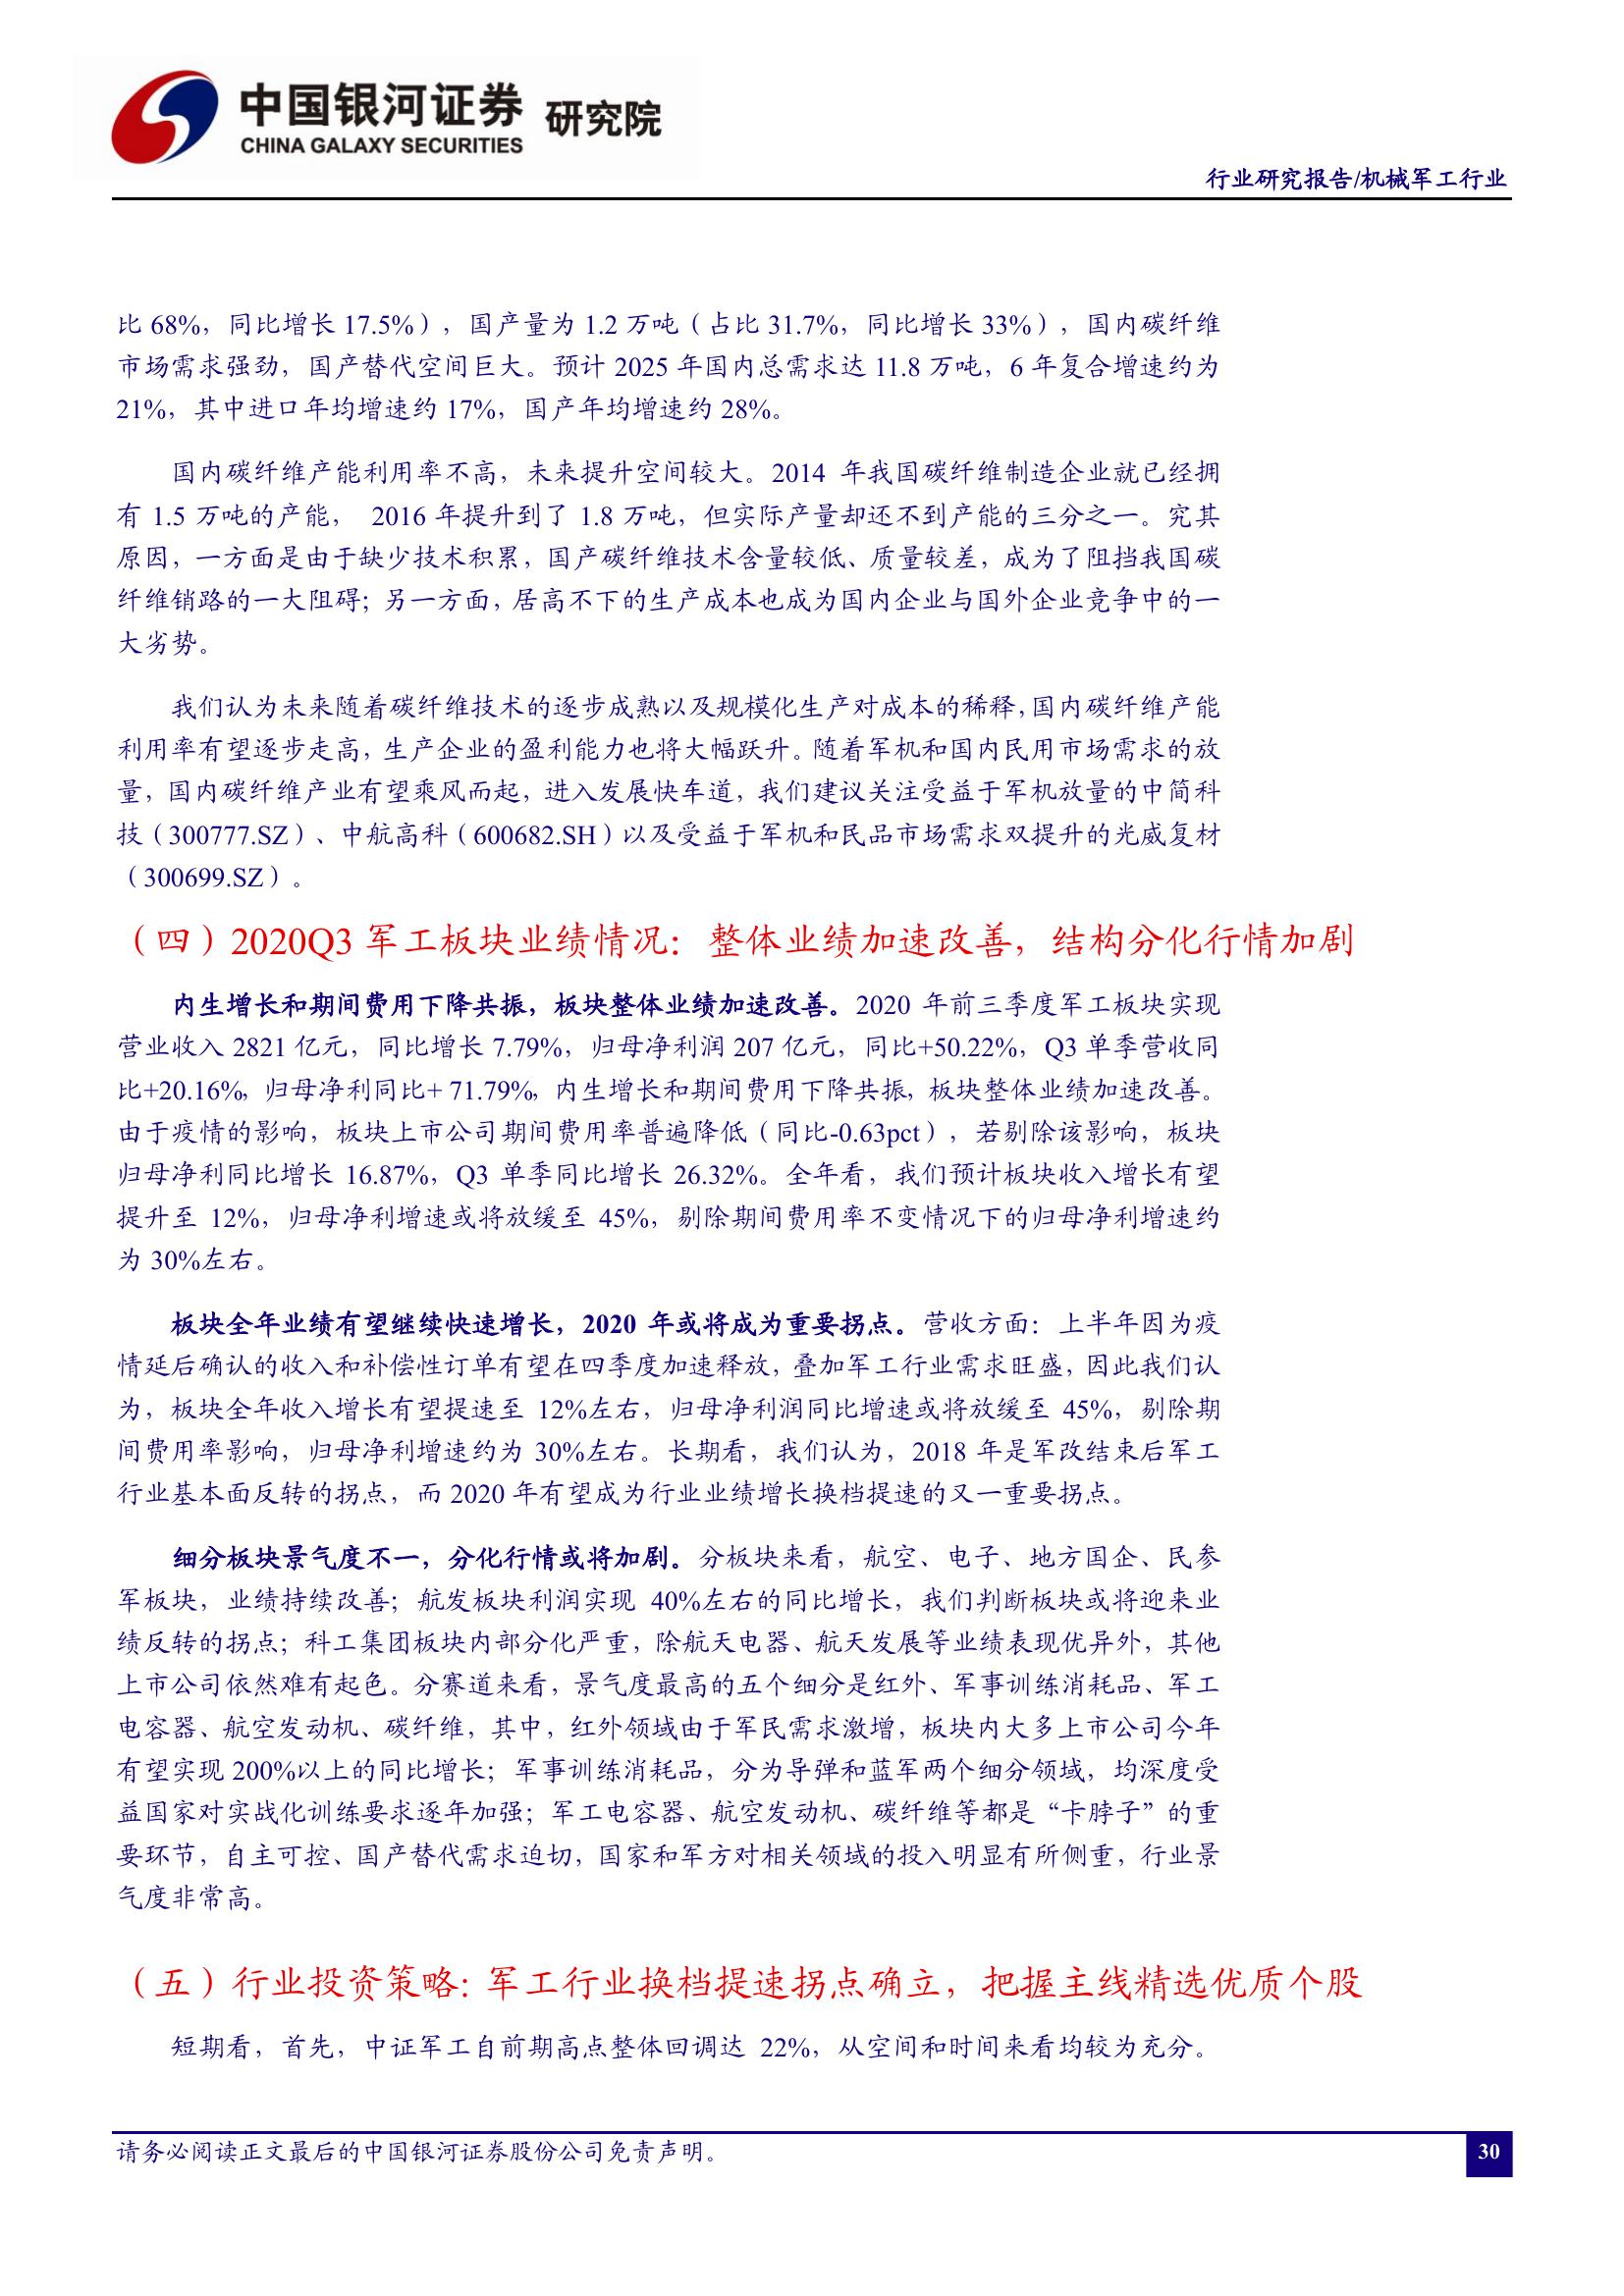 中国银河证券 研究院
CHINA GALAXY SECURITIES
行业研究报告/机械军工行业
比 68%，同比增长 17.5%），国产量为 1.2 万吨（占比 31.7%，同比增长 33%），国内碳纤维
市场需求强劲，国产替代空间巨大。预计 2025 年国内总需求达 11.8 万吨，6 年复合增速约为
21%，其中进口年均增速约 17%，国产年均增速约 28%。
国内碳纤维产能利用率不高，未来提升空间较大。2014 年我国碳纤维制造企业就已经拥
有 1.5 万吨的产能， 2016 年提升到了 1.8 万吨，但实际产量却还不到产能的三分之一。究其
原因，一方面是由于缺少技术积累，国产碳纤维技术含量较低、质量较差，成为了阻挡我国碳
纤维销路的一大阻碍；另一方面，居高不下的生产成本也成为国内企业与国外企业竞争中的一
大劣势。
我们认为未来随着碳纤维技术的逐步成熟以及规模化生产对成本的稀释，国内碳纤维产能
利用率有望逐步走高，生产企业的盈利能力也将大幅跃升。随着军机和国内民用市场需求的放
量，国内碳纤维产业有望乘风而起，进入发展快车道，我们建议关注受益于军机放量的中简科
技（300777.SZ）、中航高科（600682.SH）以及受益于军机和民品市场需求双提升的光威复材
（300699.SZ）。
（四）2020Q3 军工板块业绩情况：整体业绩加速改善，结构分化行情加剧
内生增长和期间费用下降共振，板块整体业绩加速改善。2020 年前三季度军工板块实现
营业收入 2821 亿元，同比增长 7.79%，归母净利润 207 亿元，同比+50.22%，Q3 单季营收同
比+20.16%，归母净利同比+ 71.79%，内生增长和期间费用下降共振，板块整体业绩加速改善。
由于疫情的影响，板块上市公司期间费用率普遍降低（同比-0.63pct），若剔除该影响，板块
归母净利同比增长 16.87%，Q3 单季同比增长 26.32%。全年看，我们预计板块收入增长有望
提升至 12%，归母净利增速或将放缓至 45%，剔除期间费用率不变情况下的归母净利增速约
为 30%左右。
板块全年业绩有望继续快速增长，2020 年或将成为重要拐点。营收方面：上半年因为疫
情延后确认的收入和补偿性订单有望在四季度加速释放，叠加军工行业需求旺盛，因此我们认
为，板块全年收入增长有望提速至 12%左右，归母净利润同比增速或将放缓至 45%，剔除期
间费用率影响，归母净利增速约为 30%左右。长期看，我们认为，2018 年是军改结束后军工
行业基本面反转的拐点，而 2020 年有望成为行业业绩增长换档提速的又一重要拐点。
细分板块景气度不一，分化行情或将加剧。分板块来看，航空、电子、地方国企、民参
军板块，业绩持续改善；航发板块利润实现 40%左右的同比增长，我们判断板块或将迎来业
绩反转的拐点；科工集团板块内部分化严重，除航天电器、航天发展等业绩表现优异外，其他
上市公司依然难有起色。分赛道来看，景气度最高的五个细分是红外、军事训练消耗品、军工
电容器、航空发动机、碳纤维，其中，红外领域由于军民需求激增，板块内大多上市公司今年
有望实现 200%以上的同比增长；军事训练消耗品，分为导弹和蓝军两个细分领域，均深度受
益国家对实战化训练要求逐年加强；军工电容器、航空发动机、碳纤维等都是“卡脖子”的重
要环节，自主可控、国产替代需求迫切，国家和军方对相关领域的投入明显有所侧重，行业景
气度非常高。
（五）行业投资策略：军工行业换档提速拐点确立，把握主线精选优质个股
短期看，首先，中证军工自前期高点整体回调达 22%，从空间和时间来看均较为充分。
请务必阅读正文最后的中国银河证券股份公司免责声明。
30